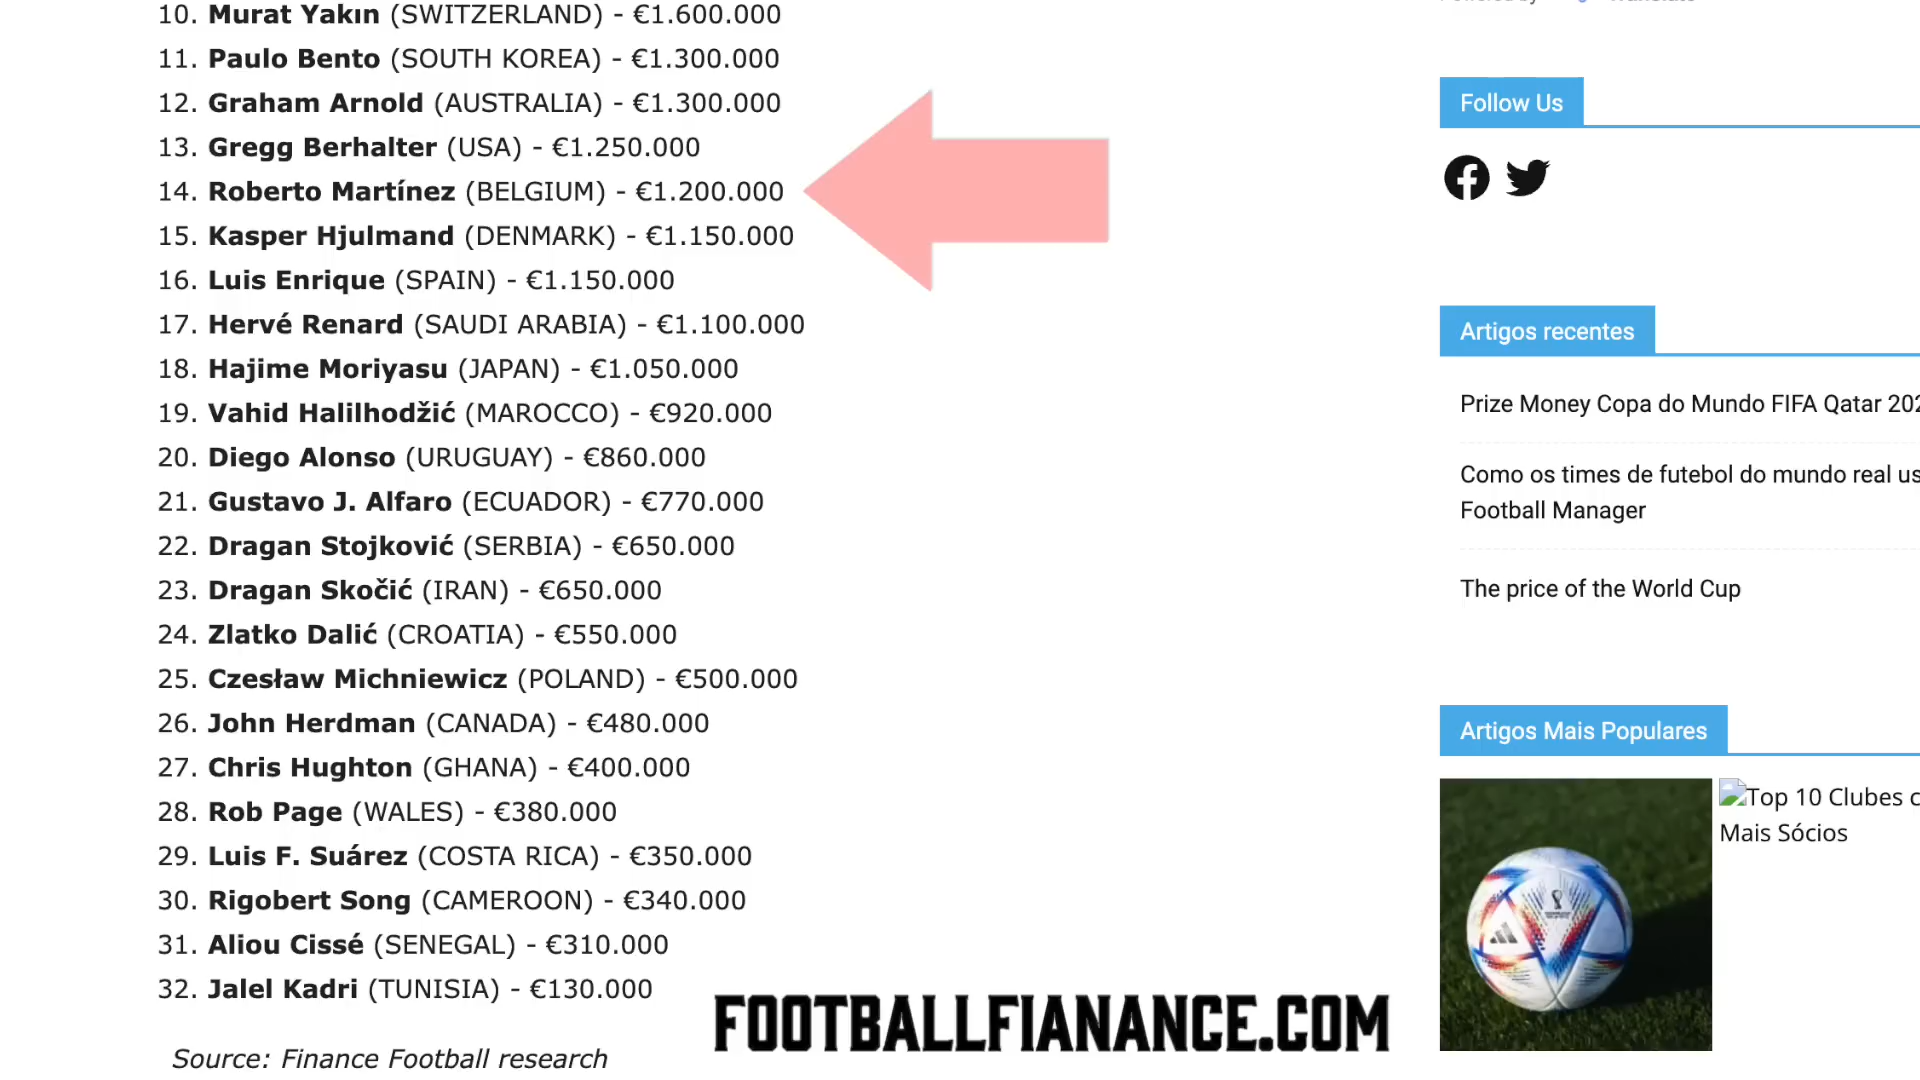 10. Murat Yakın (SWITZERLAND) - €1.600.000
11. Paulo Bento (SOUTH KOREA) - €1.300.000
12. Graham Arnold (AUSTRALIA) - €1.300.000
13. Gregg Berhalter (USA) - €1.250.000
14. Roberto Martínez (BELGIUM) - €1.200.000
15. Kasper Hjulmand (DENMARK) - €1.150.000
16. Luis Enrique (SPAIN) - €1.150.000
17. Hervé Renard (SAUDI ARABIA) - €1.100.000
18. Hajime Moriyasu (JAPAN) - €1.050.000
19. Vahid Halilhodžić (MAROCCO) - €920.000
20. Diego Alonso (URUGUAY) - €860.000
21. Gustavo J. Alfaro (ECUADOR) - €770.000
22. Dragan Stojković (SERBIA) - €650.000
23. Dragan Skočić (IRAN) - €650.000
24. Zlatko Dalić (CROATIA) - €550.000
25. Czesław Michniewicz (POLAND) - €500.000
26. John Herdman (CANADA) - €480.000
27. Chris Hughton (GHANA) - €400.000
28. Rob Page (WALES) - €380.000
29. Luis F. Suárez (COSTA RICA) - €350.000
30. Rigobert Song (CAMEROON) - €340.000
31. Aliou Cissé (SENEGAL) - €310.000
32. Jalel Kadri (TUNISIA) - €130.000
Source: Finance Football research
FOOTBALLFIANANCE.COM
Follow Us
Artigos recentes
Prize Money Copa do Mundo FIFA Qatar 202
Como os times de futebol do mundo real us
Football Manager
The price of the World Cup
Artigos Mais Populares
Top 10 Clubes c
Mais Sócios